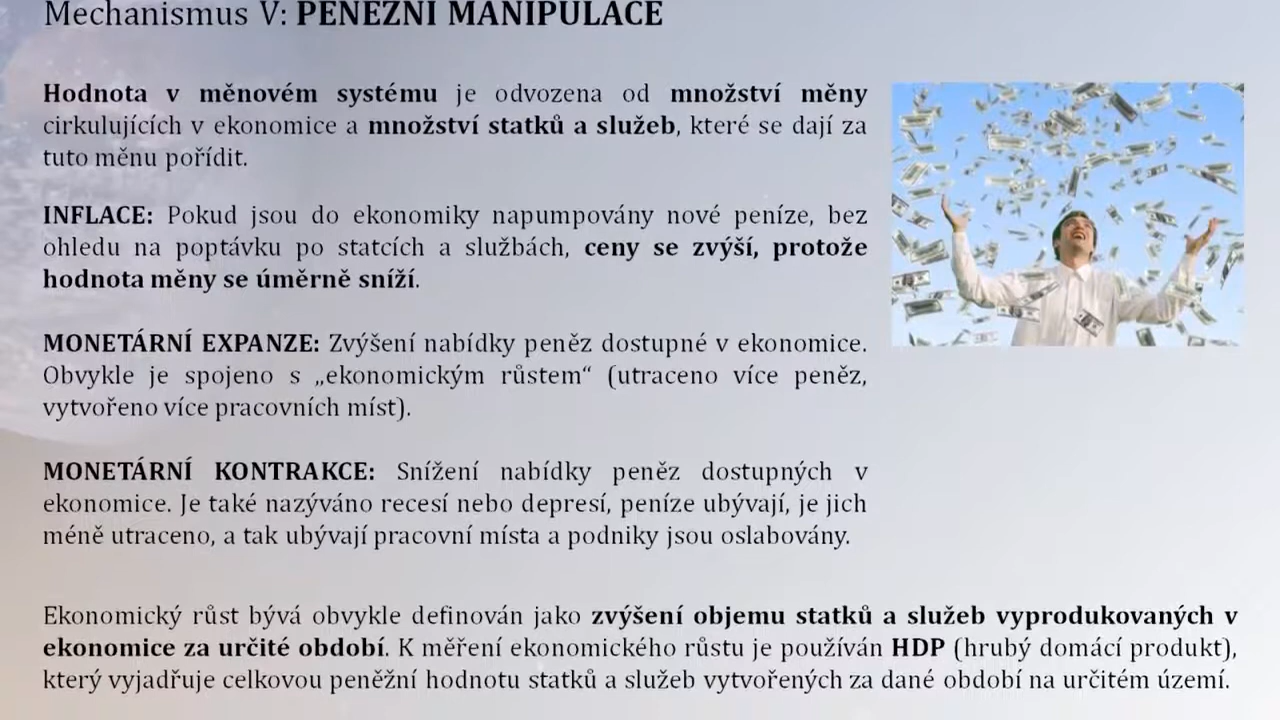 Mechanismus V: PENĚŽNÍ MANIPULACE
Hodnota v měnovém systému je odvozena od množství měny
cirkulujících v ekonomice a množství statků a služeb, které se dají za
tuto měnu pořídit.
INFLACE: Pokud jsou do ekonomiky napumpovány nové peníze, bez
ohledu na poptávku po statcích a službách, ceny se zvýší, protože
hodnota měny se úměrně sníží.
MONETÁRNÍ EXPANZE: Zvýšení nabídky peněz dostupné v ekonomice.
Obvykle je spojeno s „ekonomickým růstem“ (utraceno více peněz,
vytvořeno více pracovních míst).
MONETÁRNÍ KONTRAKCE: Snížení nabídky peněz dostupných v
ekonomice. Je také nazýváno recesí nebo depresí, peníze ubývají, je jich
méně utraceno, a tak ubývají pracovní místa a podniky jsou oslabovány.
Ekonomický růst bývá obvykle definován jako zvýšení objemu statků a služeb vyprodukovaných v
ekonomice za určité období. K měření ekonomického růstu je používán HDP (hrubý domácí produkt),
který vyjadřuje celkovou peněžní hodnotu statků a služeb vytvořených za dané období na určitém území.